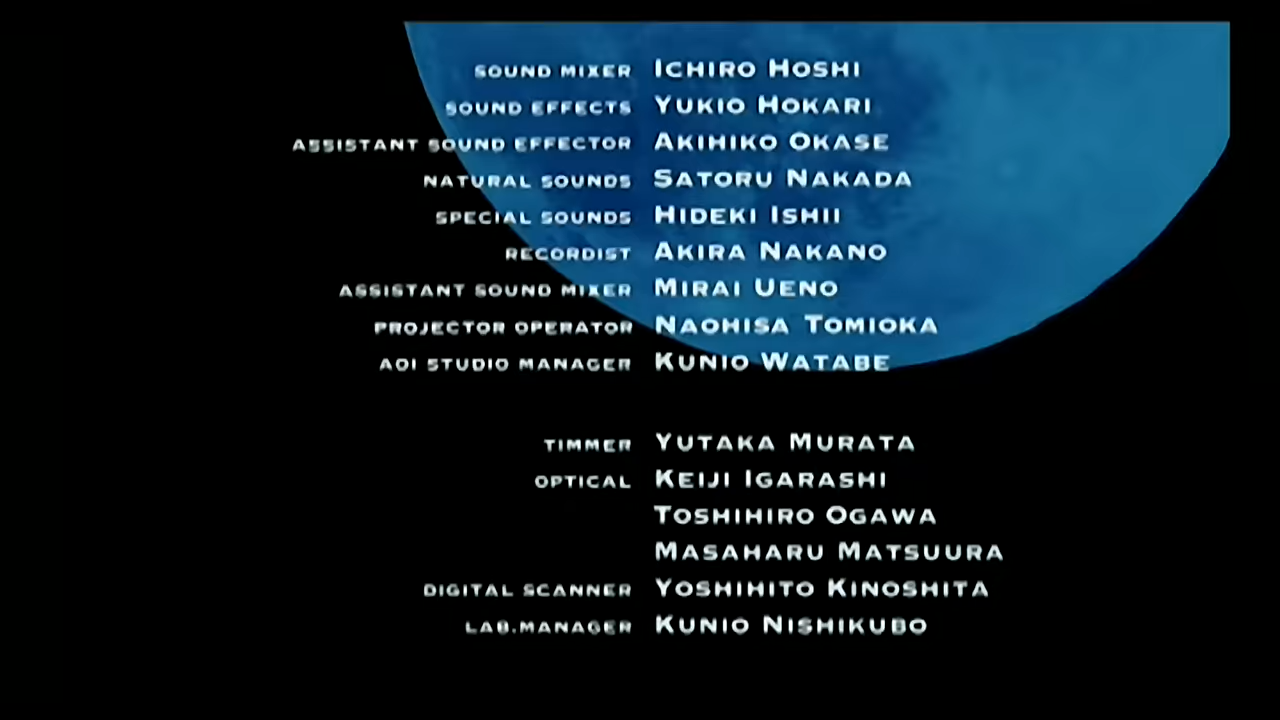 SOUND MIXER ICHIRO HOSHI
SOUND EFFECTS YUKIO HOKARI
ASSISTANT SOUND EFFECTOR AKIHIKO OKASE
NATURAL SOUNDS SATORU NAKADA
SPECIAL SOUNDS HIDEKI ISHII
RECORDIST AKIRA NAKANO
ASSISTANT SOUND MIXER MIRAI UENO
PROJECTOR OPERATOR NAOHISA TOMIOKA
AOI STUDIO MANAGER KUNIO WATABE
TIMMER YUTAKA MURATA
OPTICAL KEIJI IGARASHI
TOSHIHIRO OGAWA
MASAHARU MATSUURA
DIGITAL SCANNER YOSHIHITO KINOSHITA
LAB.MANAGER KUNIO NISHIKUBO